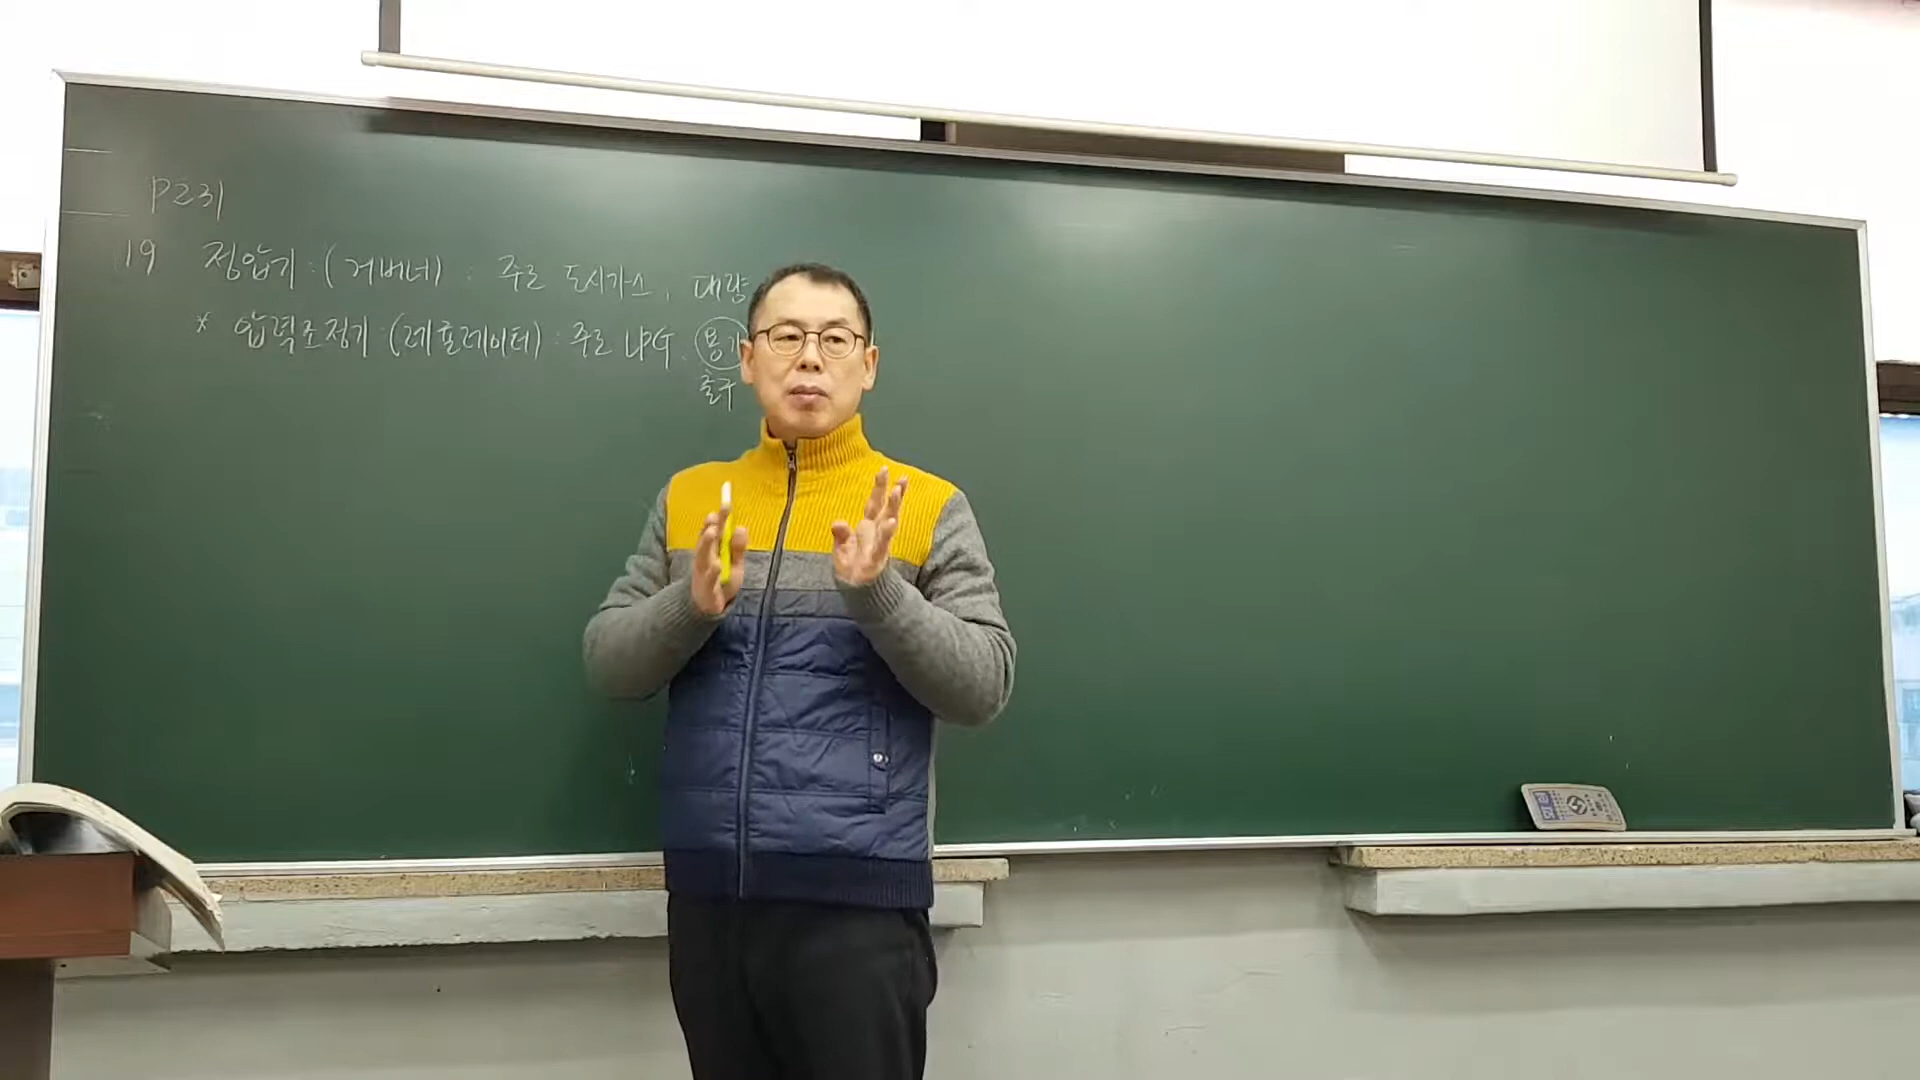 P231
19 정압기 : (거버너) : 주로 도시가스, 대량
* 압력조정기 : (레귤레이터) : 주로 LPG. 용기
출구